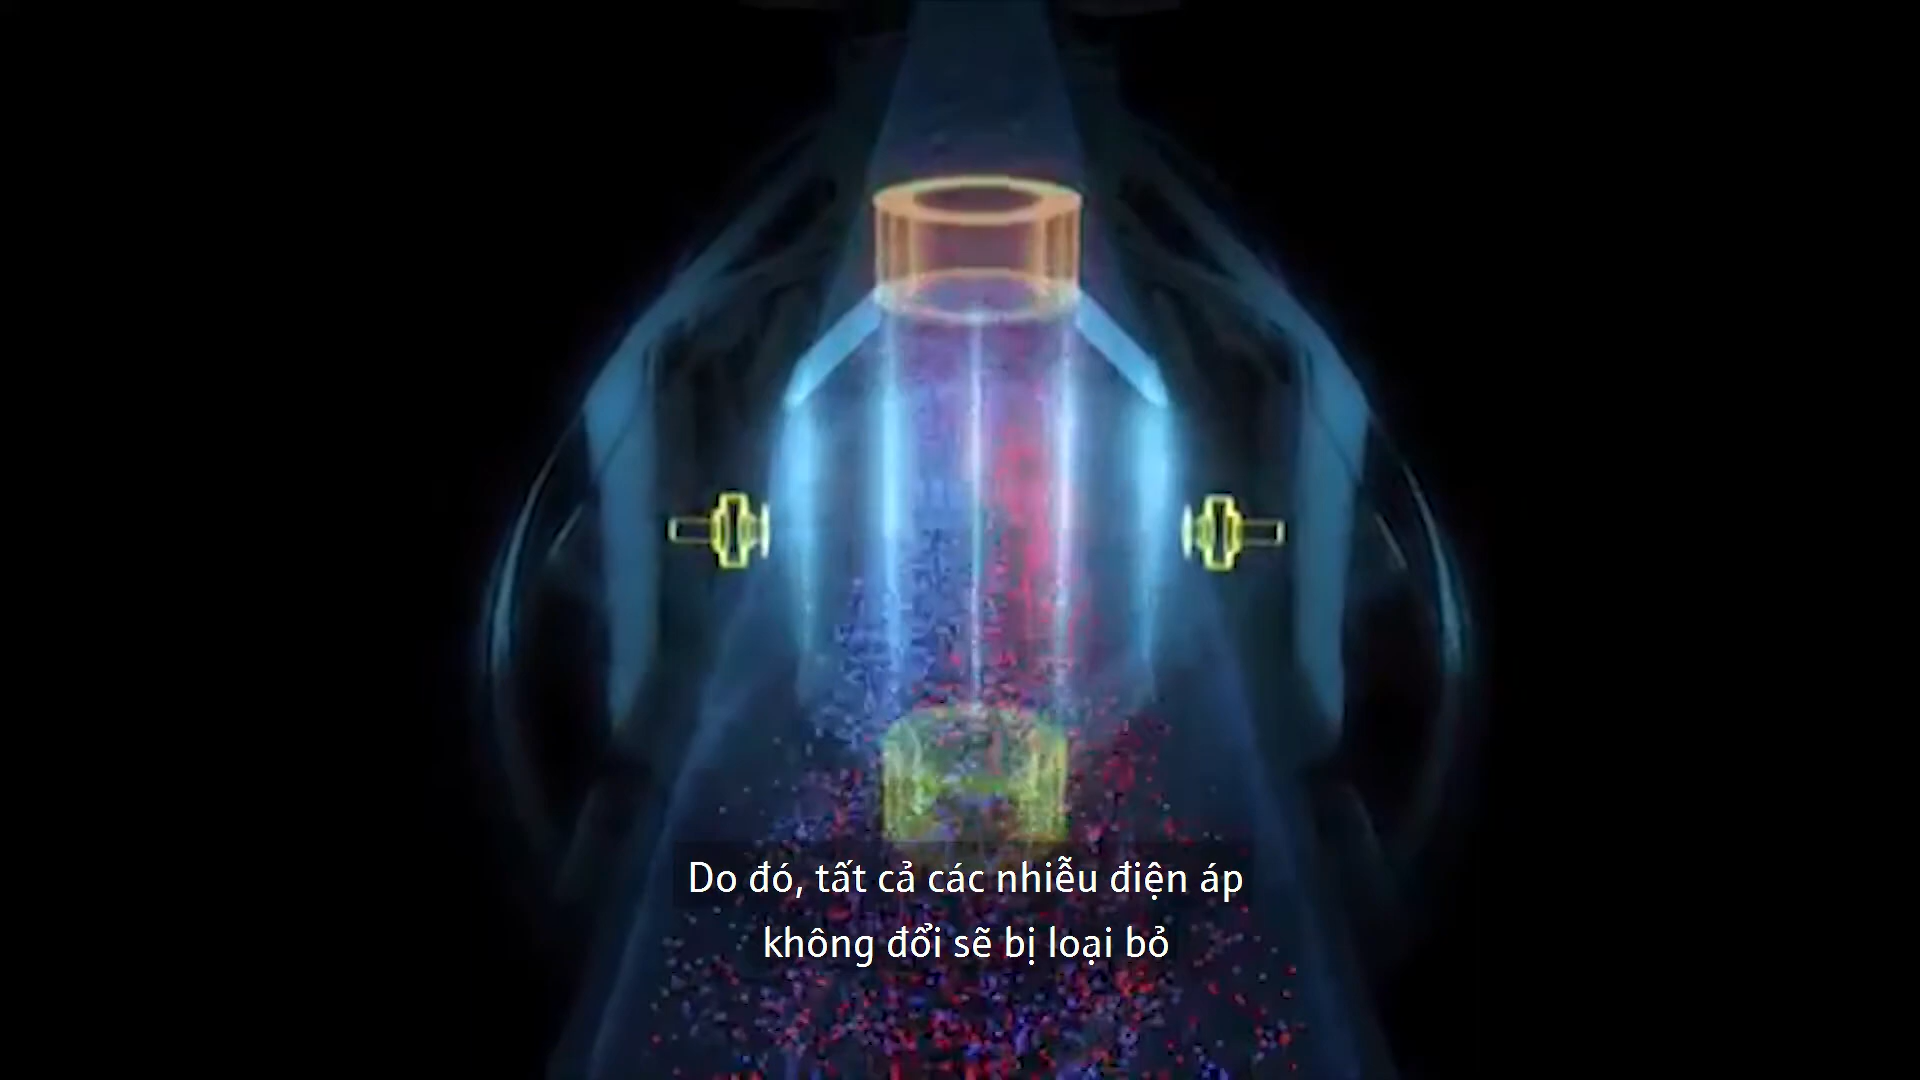 Do đó, tất cả các nhiễu điện áp
không đổi sẽ bị loại bỏ